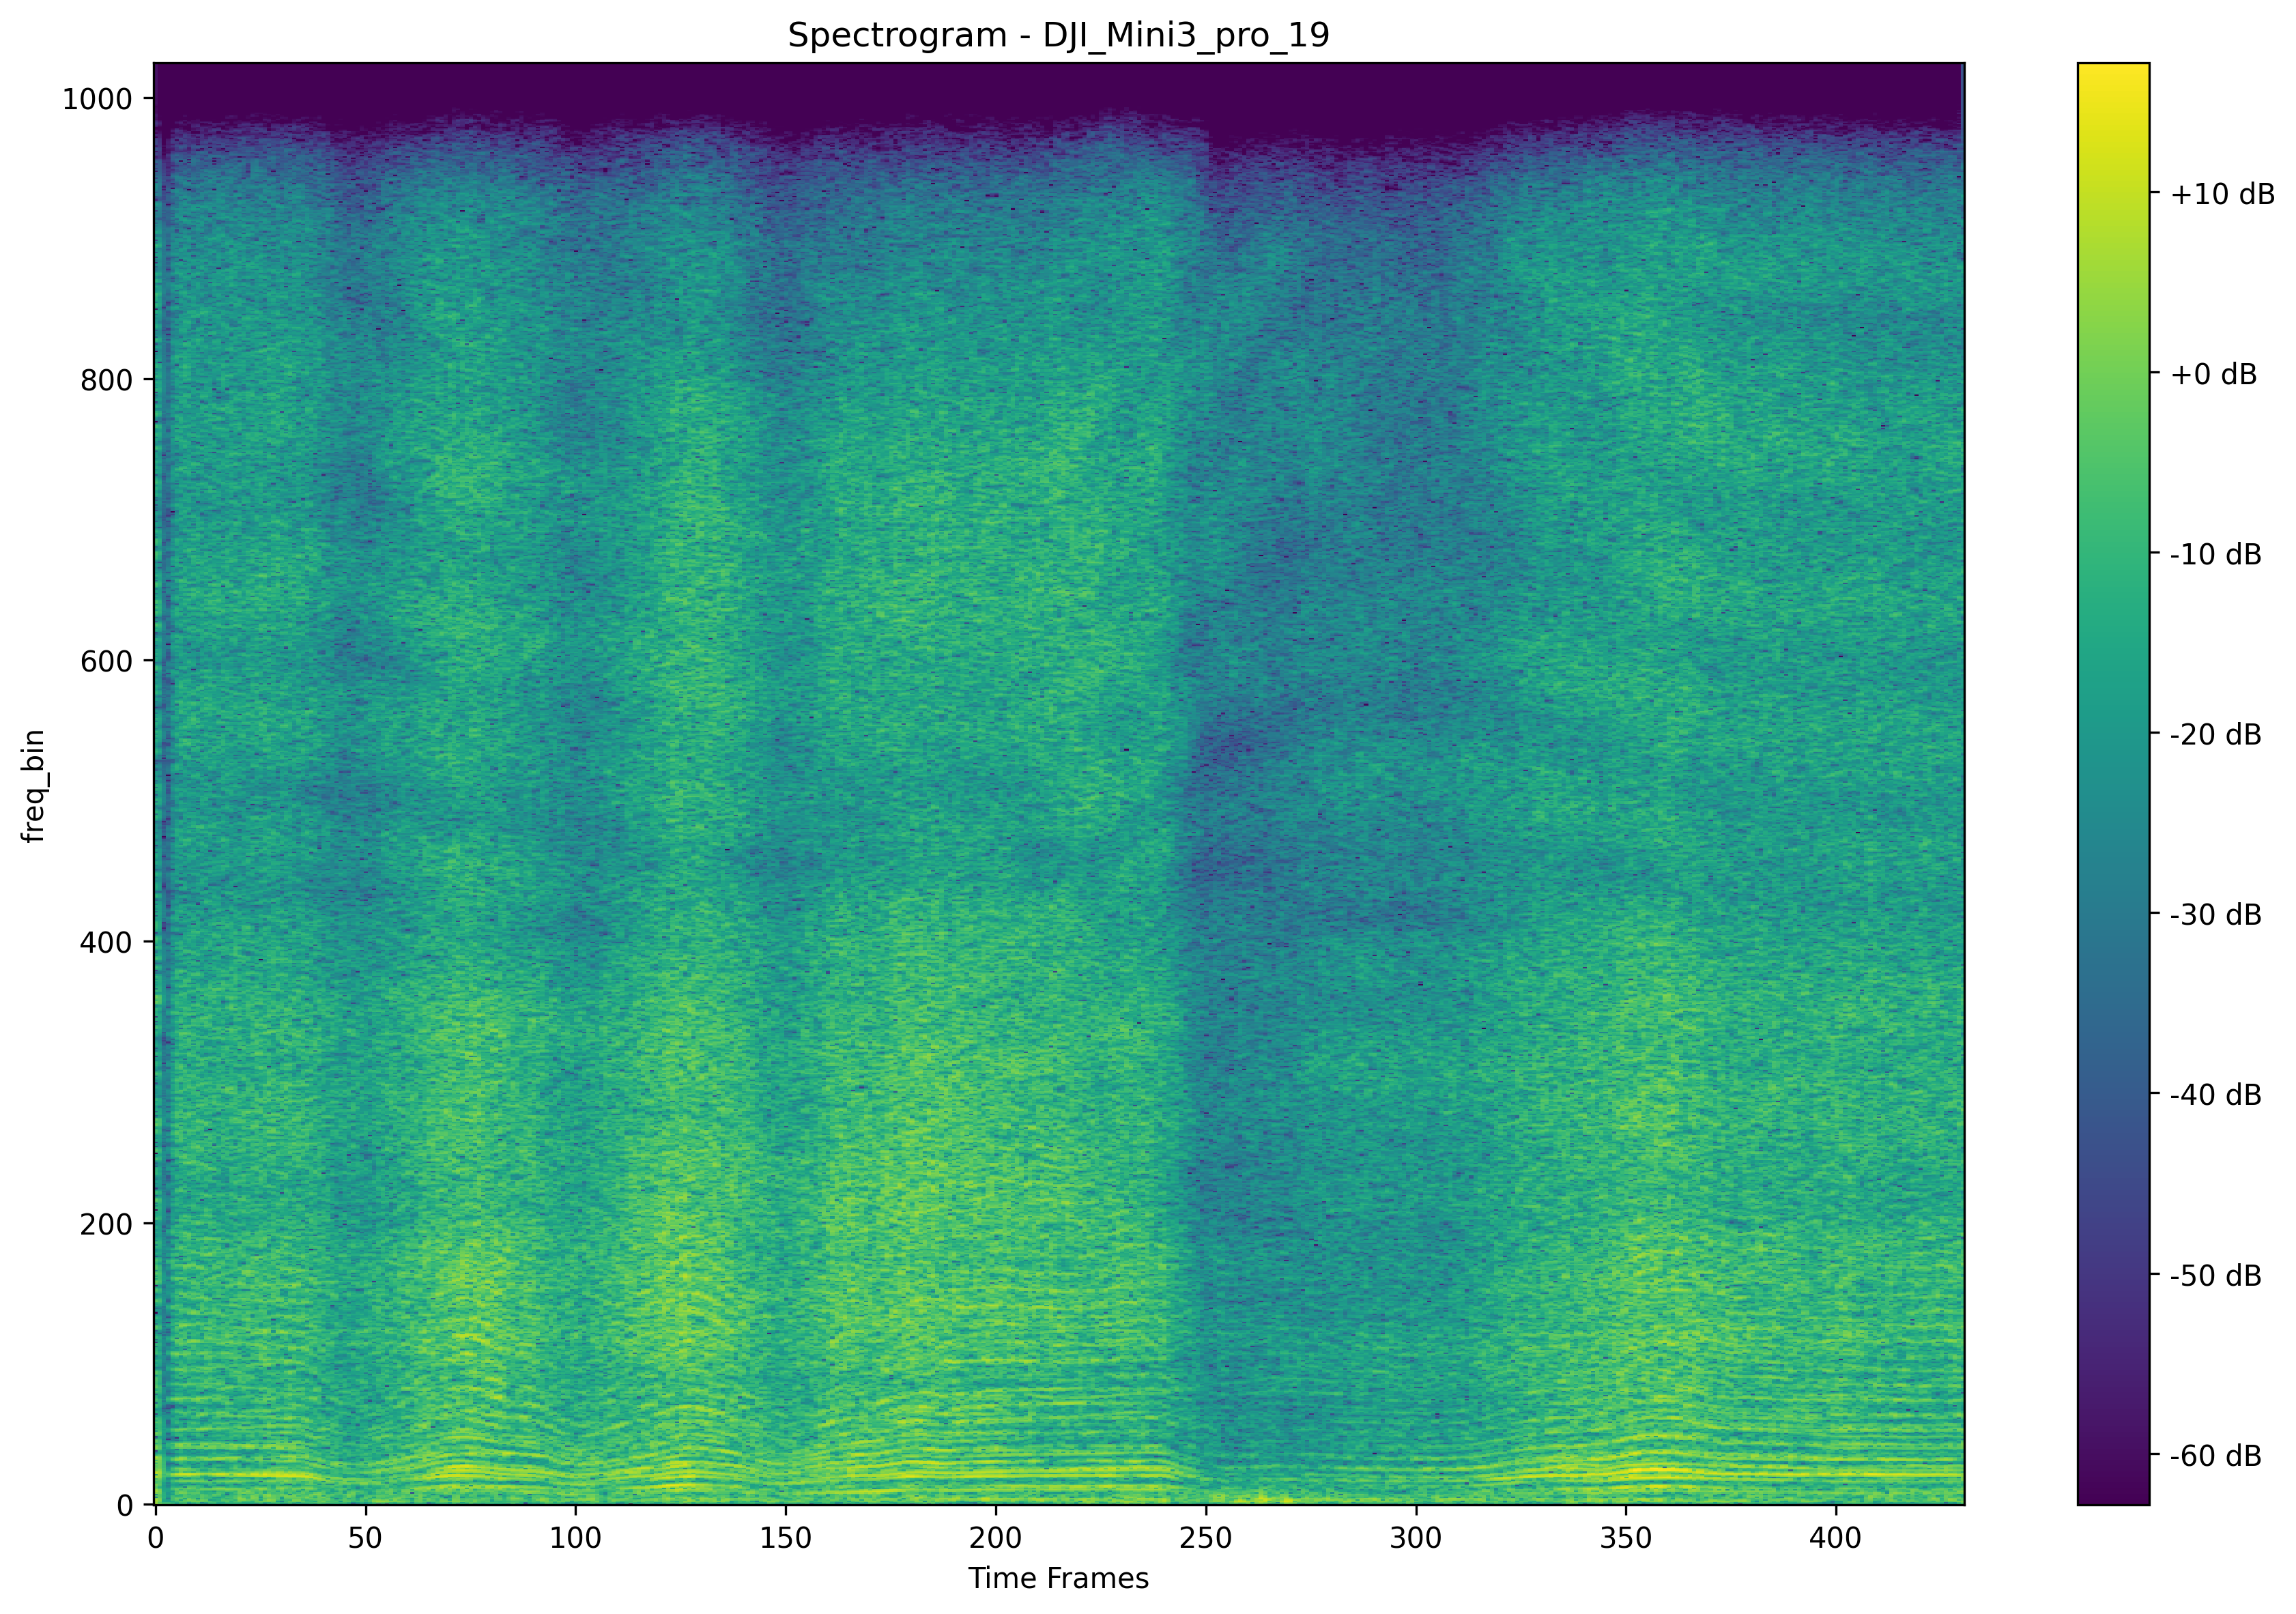 Spectrogram - DJI_Mini3_pro_19
1000
800
600
400
200
0
freq_bin
0 50 100 150 200 250 300 350 400
Time Frames
+10 dB
+0 dB
-10 dB
-20 dB
-30 dB
-40 dB
-50 dB
-60 dB